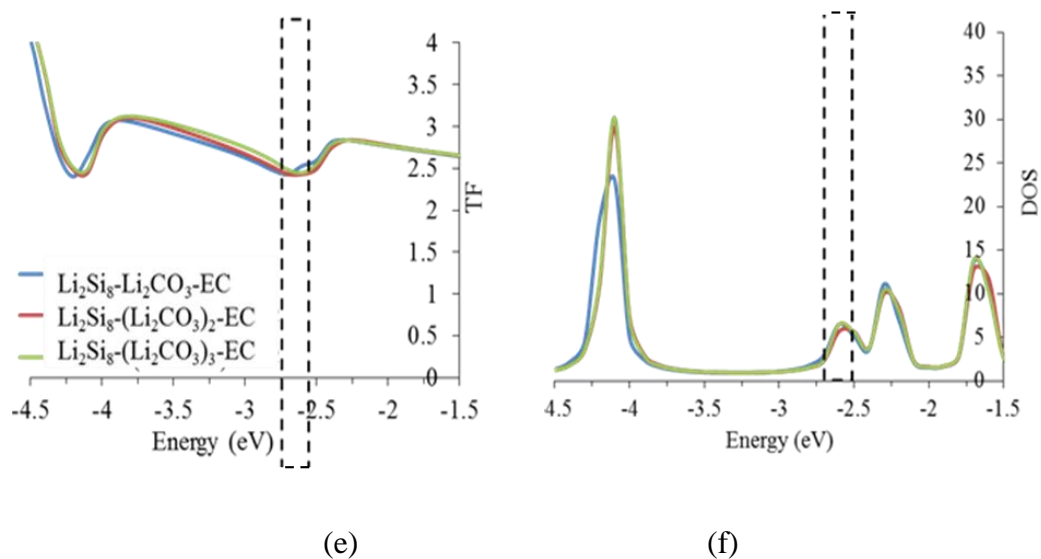 4
3.5
3
2.5
2
1.5
1
0.5
0
TF
Li₂Si₈-Li₂CO₃-EC
Li₂Si₈-(Li₂CO₃)₂-EC
Li₂Si₈-(Li₂CO₃)₃-EC
-4.5 -4 -3.5 -3 -2.5 -2 -1.5
Energy (eV)
(e)
40
35
30
25
20
15
10
5
0
DOS
-4.5 -4 -3.5 -3 -2.5 -2 -1.5
Energy (eV)
(f)